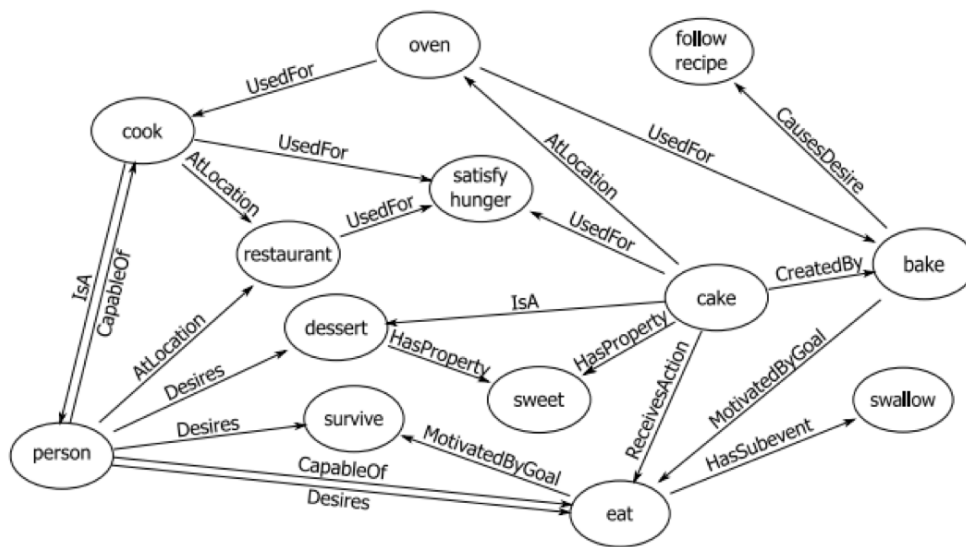 oven
follow
recipe
UsedFor
cook
UsedFor
AtLocation
UsedFor
CausesDesire
AtLocation
satisfy
hunger
UsedFor
UsedFor
restaurant
IsA
CapableOf
CreatedBy
bake
cake
IsA
dessert
HasProperty
HasProperty
AtLocation
Desires
sweet
ReceivesAction
MotivatedByGoal
swallow
survive
Desires
MotivatedByGoal
HasSubevent
person
CapableOf
Desires
eat